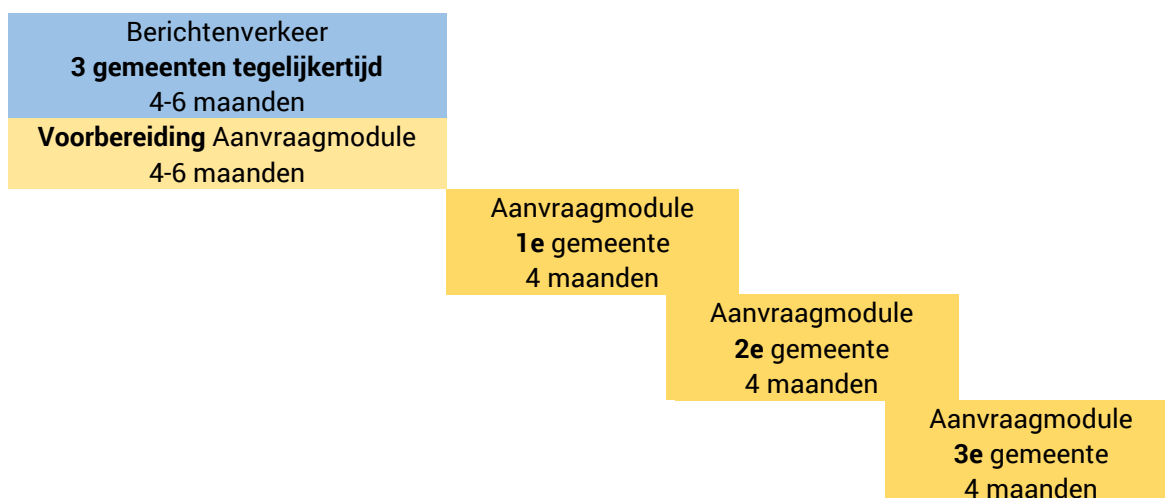 Berichtenverkeer
3 gemeenten tegelijkertijd
4-6 maanden
Voorbereiding Aanvraagmodule
4-6 maanden
Aanvraagmodule
1e gemeente
4 maanden
Aanvraagmodule
2e gemeente
4 maanden
Aanvraagmodule
3e gemeente
4 maanden